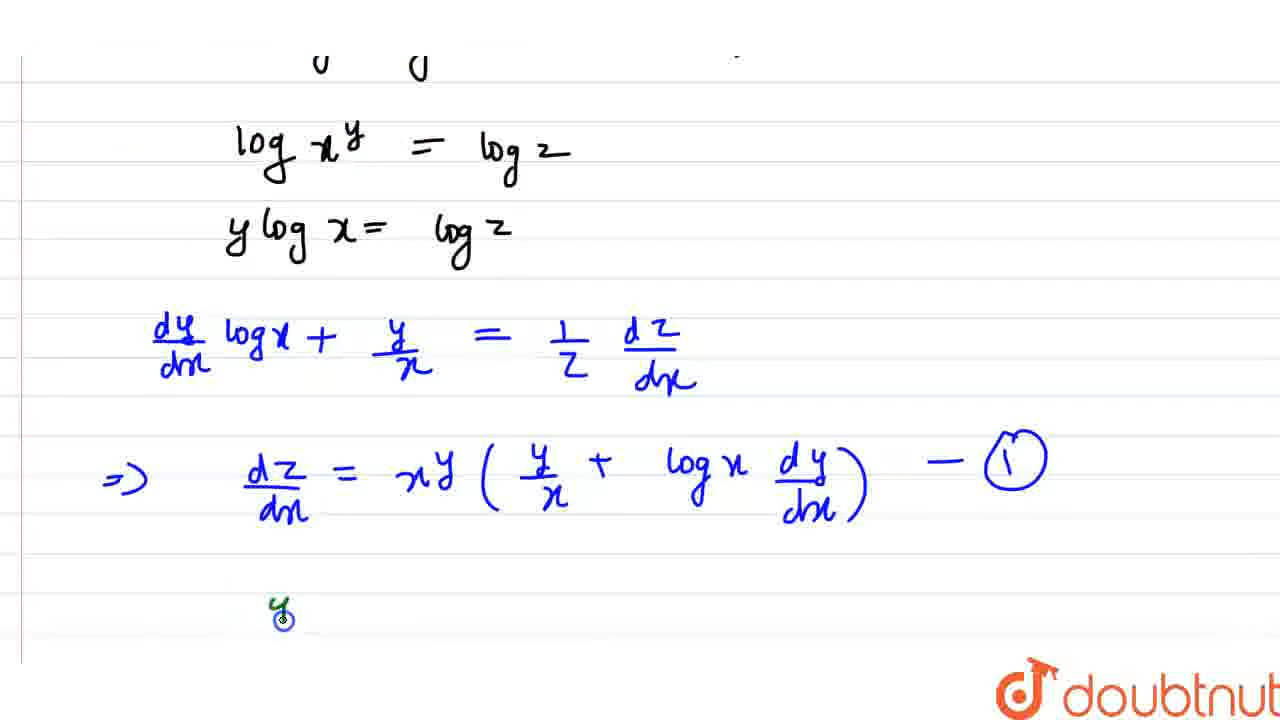 log x^y = log z
y log x = log z
dy/dx log x + y/x = 1/z dz/dx
=> dz/dx = x^y ( y/x + log x dy/dx ) — ①
y
doubtnut